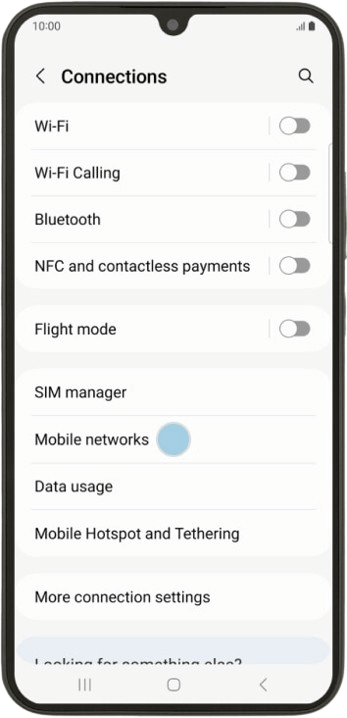 10:00
Connections
Wi-Fi
Wi-Fi Calling
Bluetooth
NFC and contactless payments
Flight mode
SIM manager
Mobile networks
Data usage
Mobile Hotspot and Tethering
More connection settings
Looking for something else?